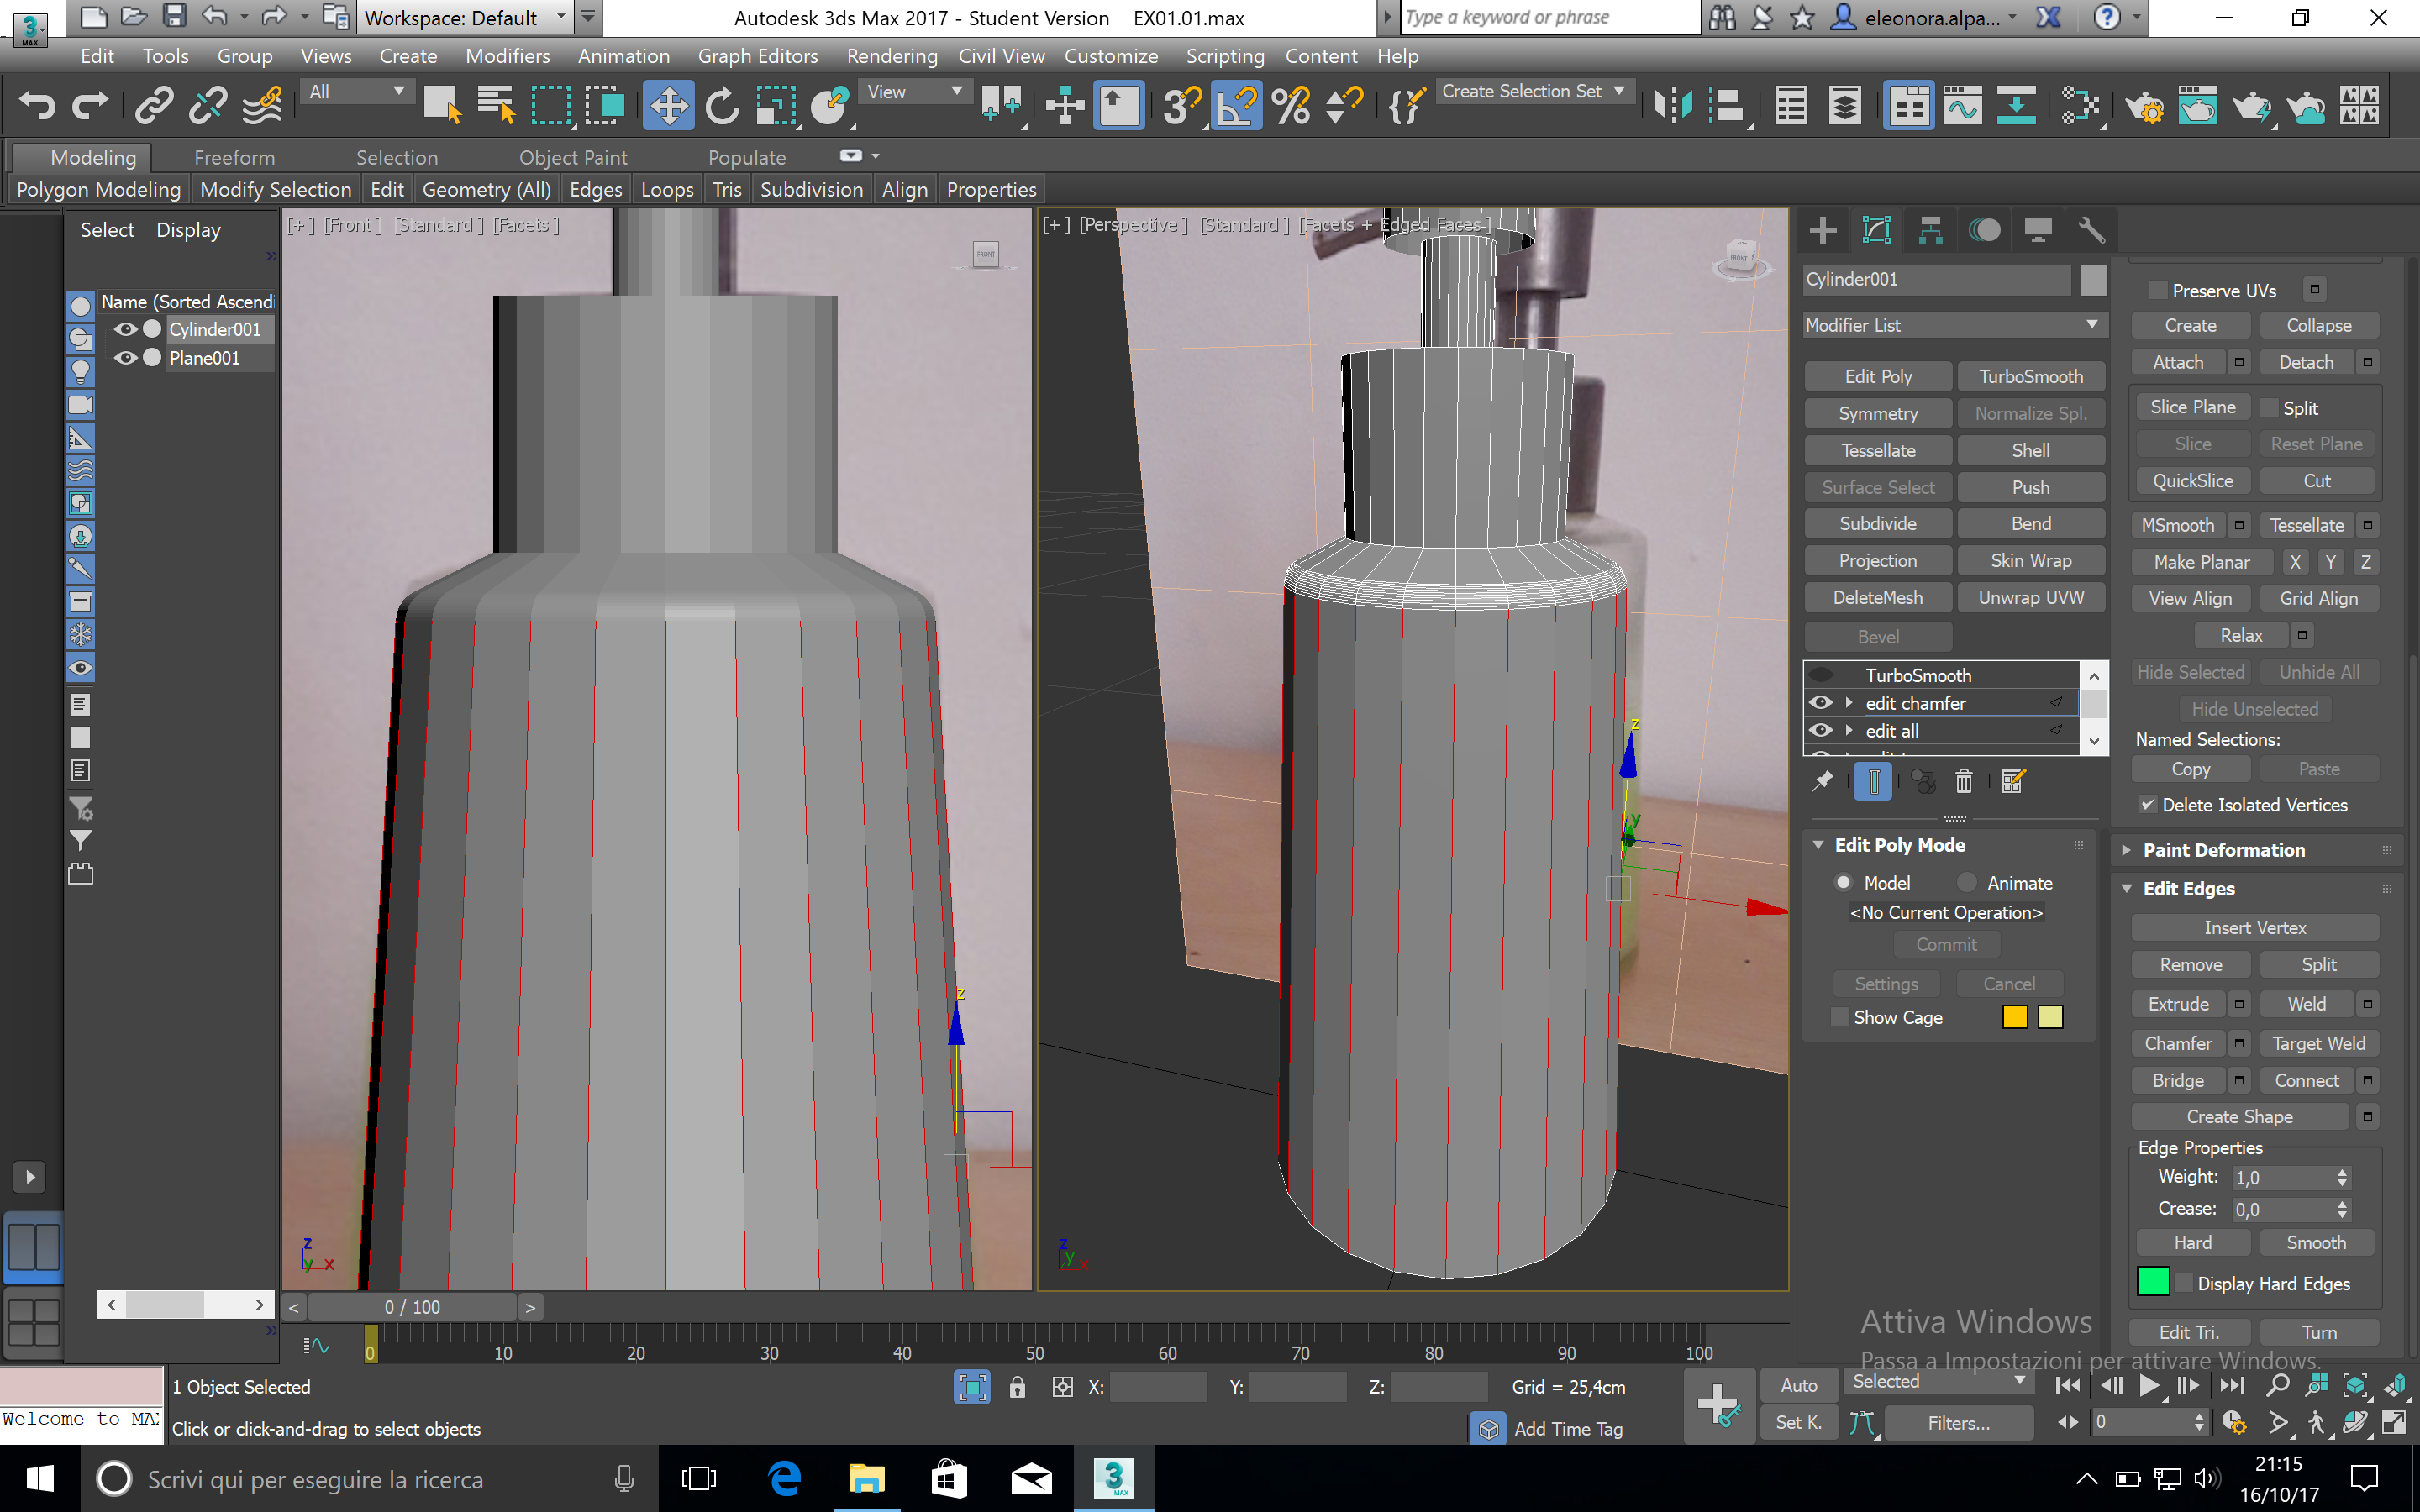 Workspace: Default
Autodesk 3ds Max 2017 - Student Version EX01.01.max
Type a keyword or phrase
eleonora.alpa...
MAX
Edit Tools Group Views Create Modifiers Animation Graph Editors Rendering Civil View Customize Scripting Content Help
All
View
Create Selection Set
Modeling Freeform Selection Object Paint Populate
Polygon Modeling Modify Selection Edit Geometry (All) Edges Loops Tris Subdivision Align Properties
Select Display
Name (Sorted Ascendi
Cylinder001
Plane001
[+] [Front] [Standard] [Facets]
FRONT
[+] [Perspective] [Standard] [Facets + Edged Faces]
FRONT
z
z
y
z
y x
z
y x
Cylinder001
Modifier List
Edit Poly TurboSmooth
Symmetry Normalize Spl.
Tessellate Shell
Surface Select Push
Subdivide Bend
Projection Skin Wrap
DeleteMesh Unwrap UVW
Bevel
TurboSmooth
edit chamfer
edit all
Edit Poly Mode
Model Animate
<No Current Operation>
Commit
Settings Cancel
Show Cage
Preserve UVs
Create Collapse
Attach Detach
Slice Plane Split
Slice Reset Plane
QuickSlice Cut
MSmooth Tessellate
Make Planar X Y Z
View Align Grid Align
Relax
Hide Selected Unhide All
Hide Unselected
Named Selections:
Copy Paste
Delete Isolated Vertices
Paint Deformation
Edit Edges
Insert Vertex
Remove Split
Extrude Weld
Chamfer Target Weld
Bridge Connect
Create Shape
Edge Properties
Weight: 1,0
Crease: 0,0
Hard Smooth
Display Hard Edges
Edit Tri. Turn
Attiva Windows
Passa a Impostazioni per attivare Windows.
0 / 100
0 10 20 30 40 50 60 70 80 90 100
1 Object Selected
X: Y: Z: Grid = 25,4cm
Auto Selected
Welcome to MAX
Click or click-and-drag to select objects
Add Time Tag
Set K. Filters...
0
Scrivi qui per eseguire la ricerca
3
MAX
21:15
16/10/17